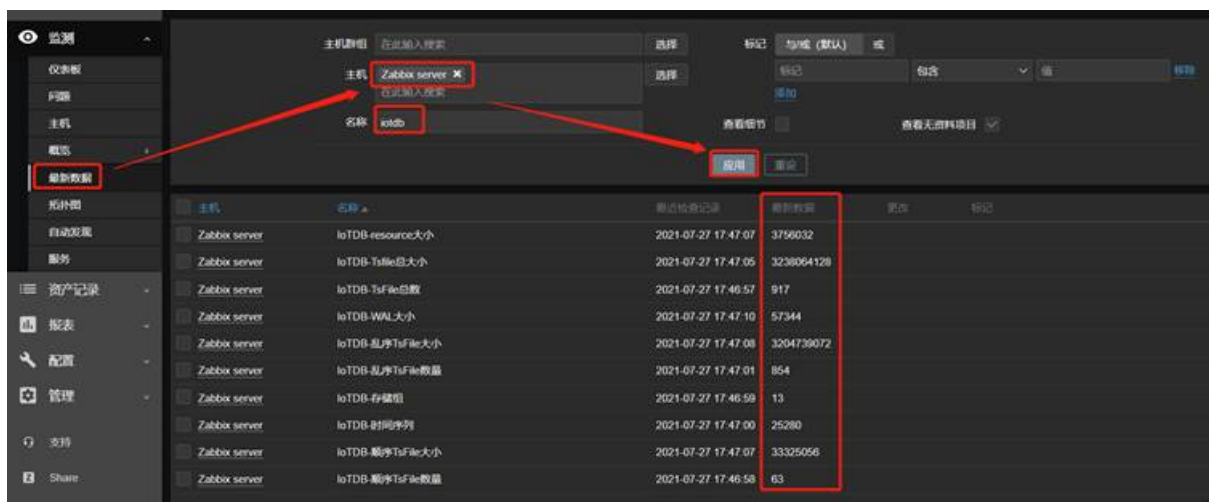 监测
仪表板
问题
主机
概览
最新数据
拓扑图
自动发现
服务
资产记录
报表
配置
管理
支持
Share
主机群组 在此输入搜索 选择
主机 Zabbix server 选择
在此输入搜索
名称 iotdb
标记 与/或 (默认) 或
标记 包含 值 移除
添加
查看细节 查看无资料项目
应用 重设
主机 名称 最近检查记录 最新数据 更改 标记
Zabbix server IoTDB-resource大小 2021-07-27 17:47:07 3756032
Zabbix server IoTDB-Tsfile总大小 2021-07-27 17:47:05 3238064128
Zabbix server IoTDB-TsFile总数 2021-07-27 17:46:57 917
Zabbix server IoTDB-WAL大小 2021-07-27 17:47:10 57344
Zabbix server IoTDB-乱序TsFile大小 2021-07-27 17:47:08 3204739072
Zabbix server IoTDB-乱序TsFile数量 2021-07-27 17:47:01 854
Zabbix server IoTDB-存储组 2021-07-27 17:46:59 13
Zabbix server IoTDB-时间序列 2021-07-27 17:47:00 25280
Zabbix server IoTDB-顺序TsFile大小 2021-07-27 17:47:07 33325056
Zabbix server IoTDB-顺序TsFile数量 2021-07-27 17:46:58 63